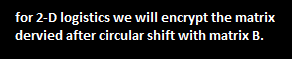 for 2-D logistics we will encrypt the matrix
dervied after circular shift with matrix B.